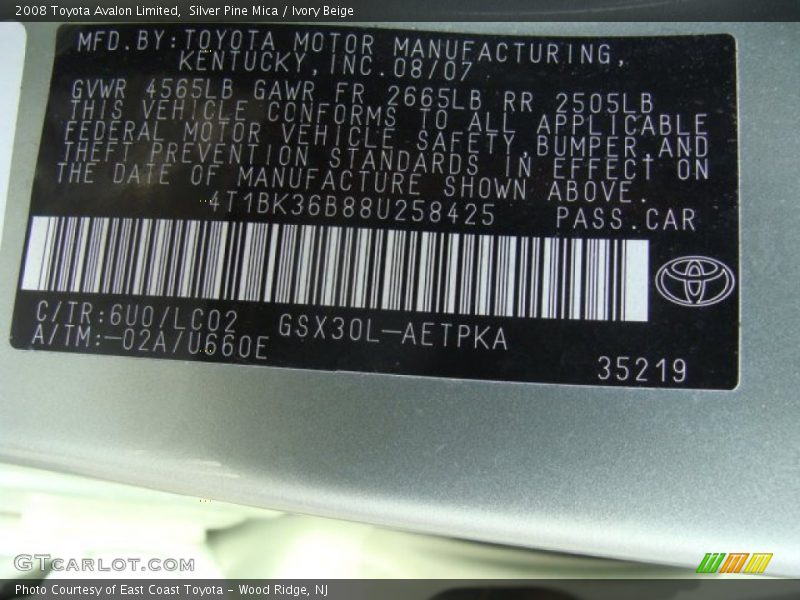 2008 Toyota Avalon Limited,  Silver Pine Mica / Ivory Beige
MFD.BY:TOYOTA MOTOR MANUFACTURING,
KENTUCKY,INC.08/07
GVWR 4565LB GAWR FR 2665LB RR 2505LB
THIS VEHICLE CONFORMS TO ALL APPLICABLE
FEDERAL MOTOR VEHICLE SAFETY,BUMPER,AND
THEFT PREVENTION STANDARDS IN EFFECT ON
THE DATE OF MANUFACTURE SHOWN ABOVE.
4T1BK36B88U258425 PASS.CAR
C/TR:6U0/LC02 GSX30L-AETPKA
A/TM:-02A/U660E
35219
GTCARLOT.COM
Photo Courtesy of East Coast Toyota - Wood Ridge, NJ